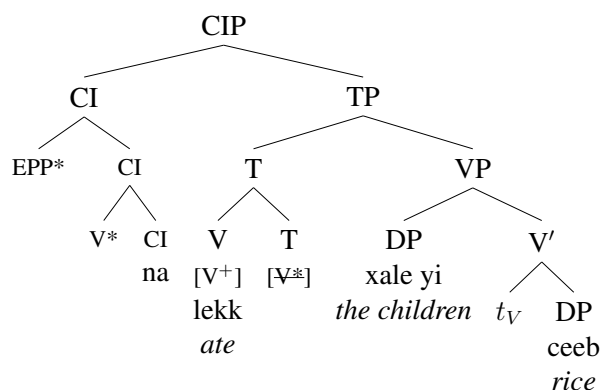 CIP
CI TP
EPP* CI T VP
V* CI V T DP V′
na [V⁺] [V*] xale yi
lekk the children t_V DP
ate ceeb
rice